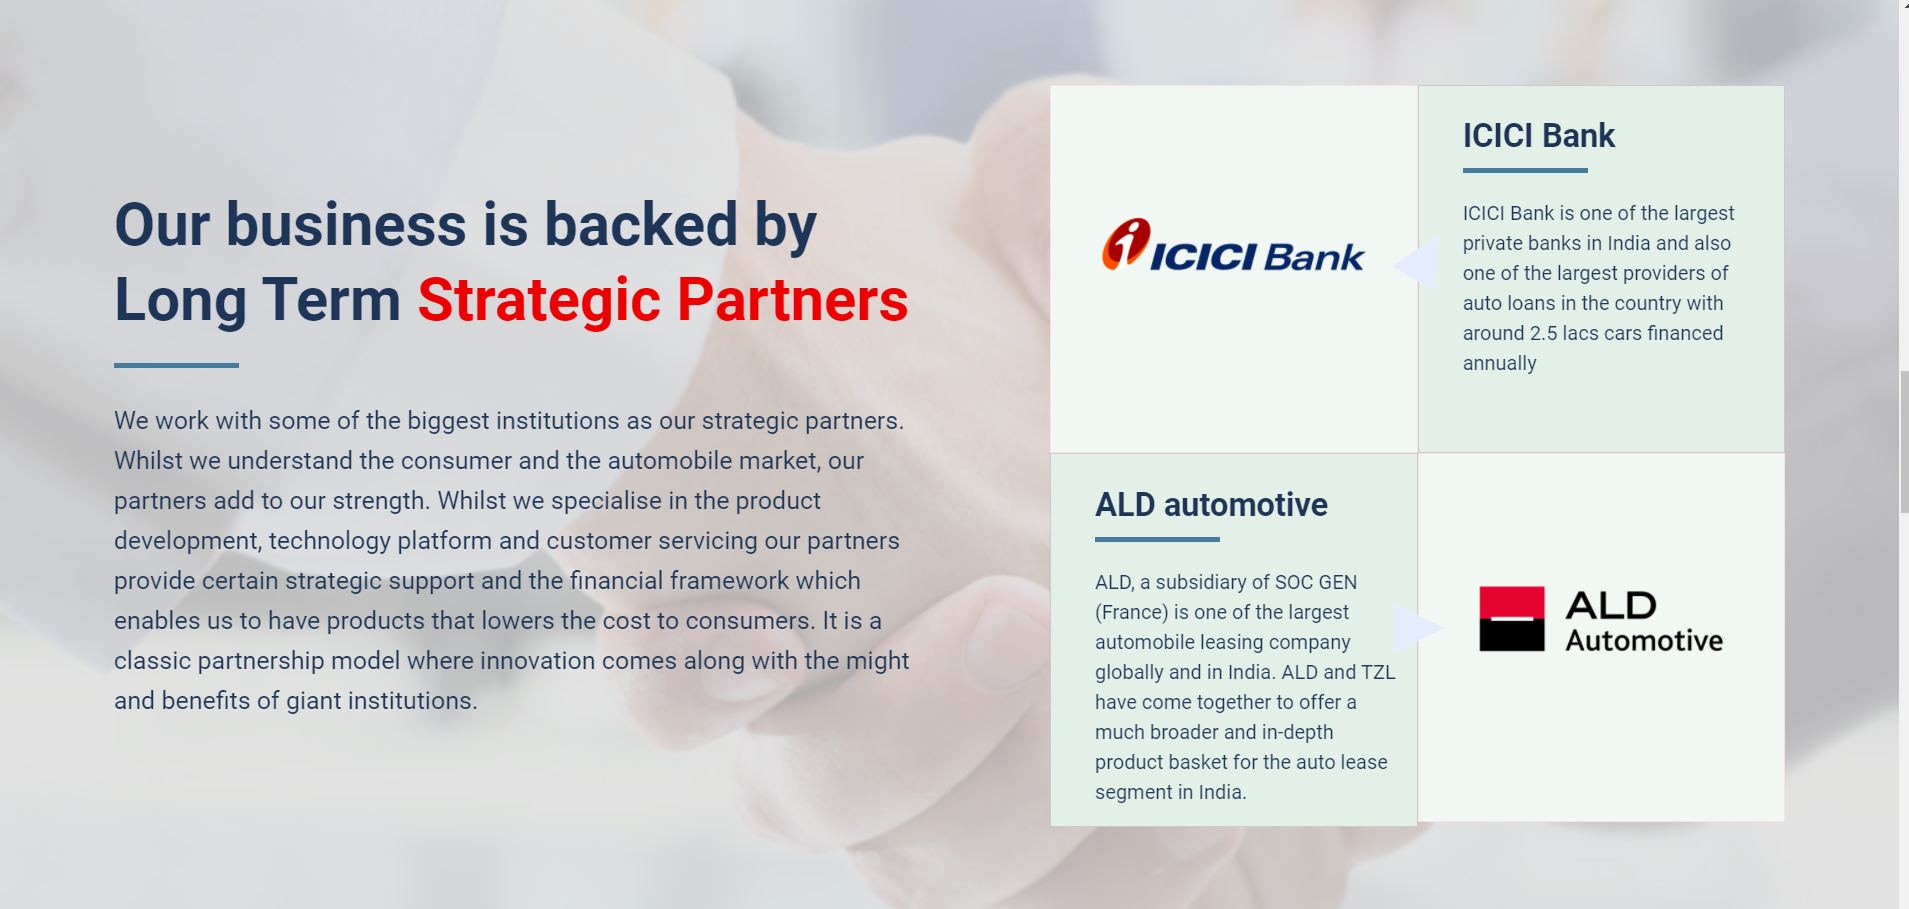 Our business is backed by
Long Term Strategic Partners
We work with some of the biggest institutions as our strategic partners.
Whilst we understand the consumer and the automobile market, our
partners add to our strength. Whilst we specialise in the product
development, technology platform and customer servicing our partners
provide certain strategic support and the financial framework which
enables us to have products that lowers the cost to consumers. It is a
classic partnership model where innovation comes along with the might
and benefits of giant institutions.
ICICI Bank
ICICI Bank
ICICI Bank is one of the largest
private banks in India and also
one of the largest providers of
auto loans in the country with
around 2.5 lacs cars financed
annually
ALD automotive
ALD, a subsidiary of SOC GEN
(France) is one of the largest
automobile leasing company
globally and in India. ALD and TZL
have come together to offer a
much broader and in-depth
product basket for the auto lease
segment in India.
ALD
Automotive